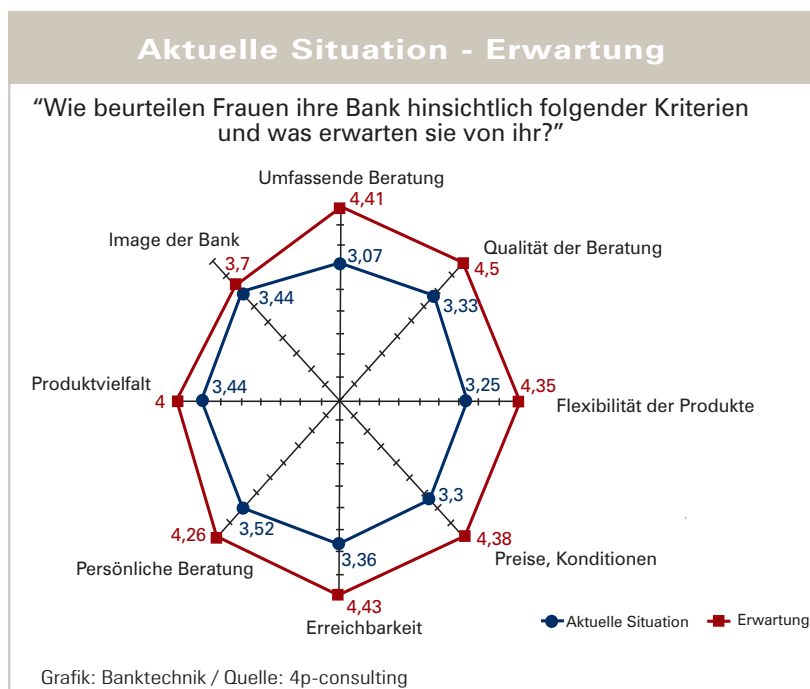 Aktuelle Situation - Erwartung
“Wie beurteilen Frauen ihre Bank hinsichtlich folgender Kriterien
und was erwarten sie von ihr?”
Umfassende Beratung
4,41
Image der Bank
3,7
3,07
Qualität der Beratung
4,5
3,44
3,33
Produktvielfalt
4
3,44
3,25
4,35
Flexibilität der Produkte
3,3
4,26
3,52
4,38
Persönliche Beratung
3,36
Preise, Konditionen
4,43
Erreichbarkeit
Aktuelle Situation
Erwartung
Grafik: Banktechnik / Quelle: 4p-consulting